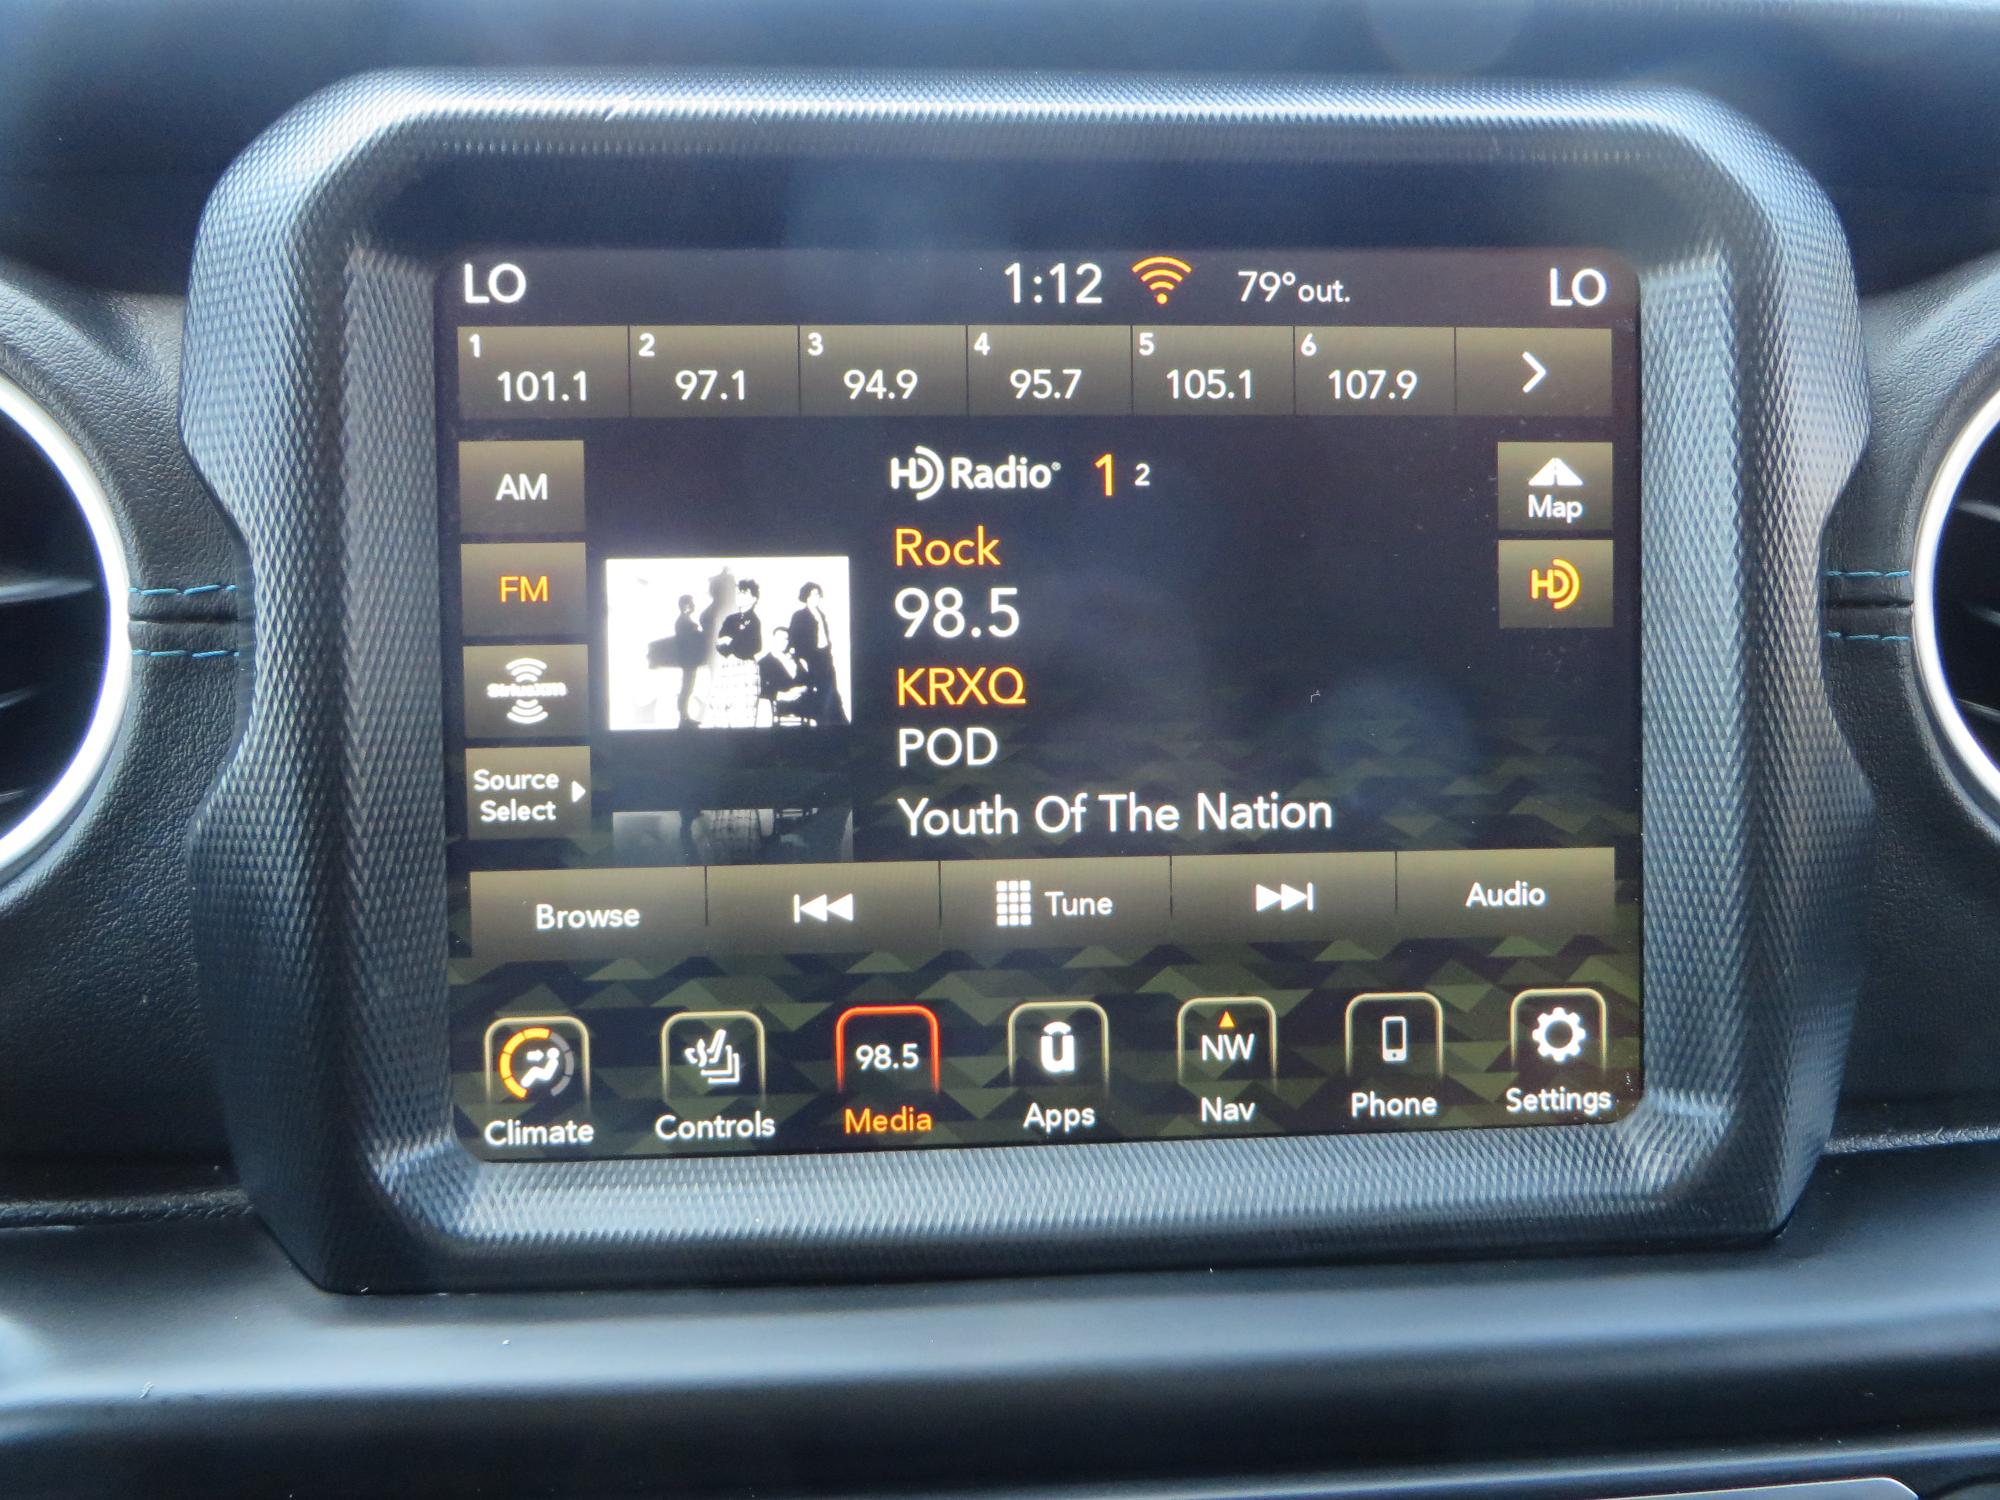 LO 1:12 79°out. LO
1 2 3 4 5 6
101.1 97.1 94.9 95.7 105.1 107.9
AM
HD Radio® 1 2
Map
FM
Rock
98.5
HD
SiriusXM
KRXQ
POD
Source
Select
Youth Of The Nation
Browse Tune Audio
98.5 u NW
Climate Controls Media Apps Nav Phone Settings